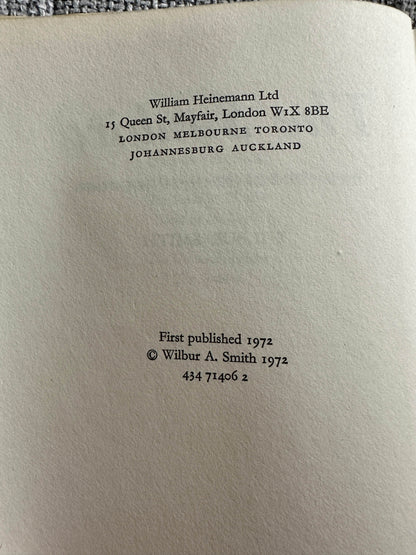 William Heinemann Ltd
15 Queen St, Mayfair, London W1X 8BE
LONDON MELBOURNE TORONTO
JOHANNESBURG AUCKLAND
First published 1972
© Wilbur A. Smith 1972
434 71406 2